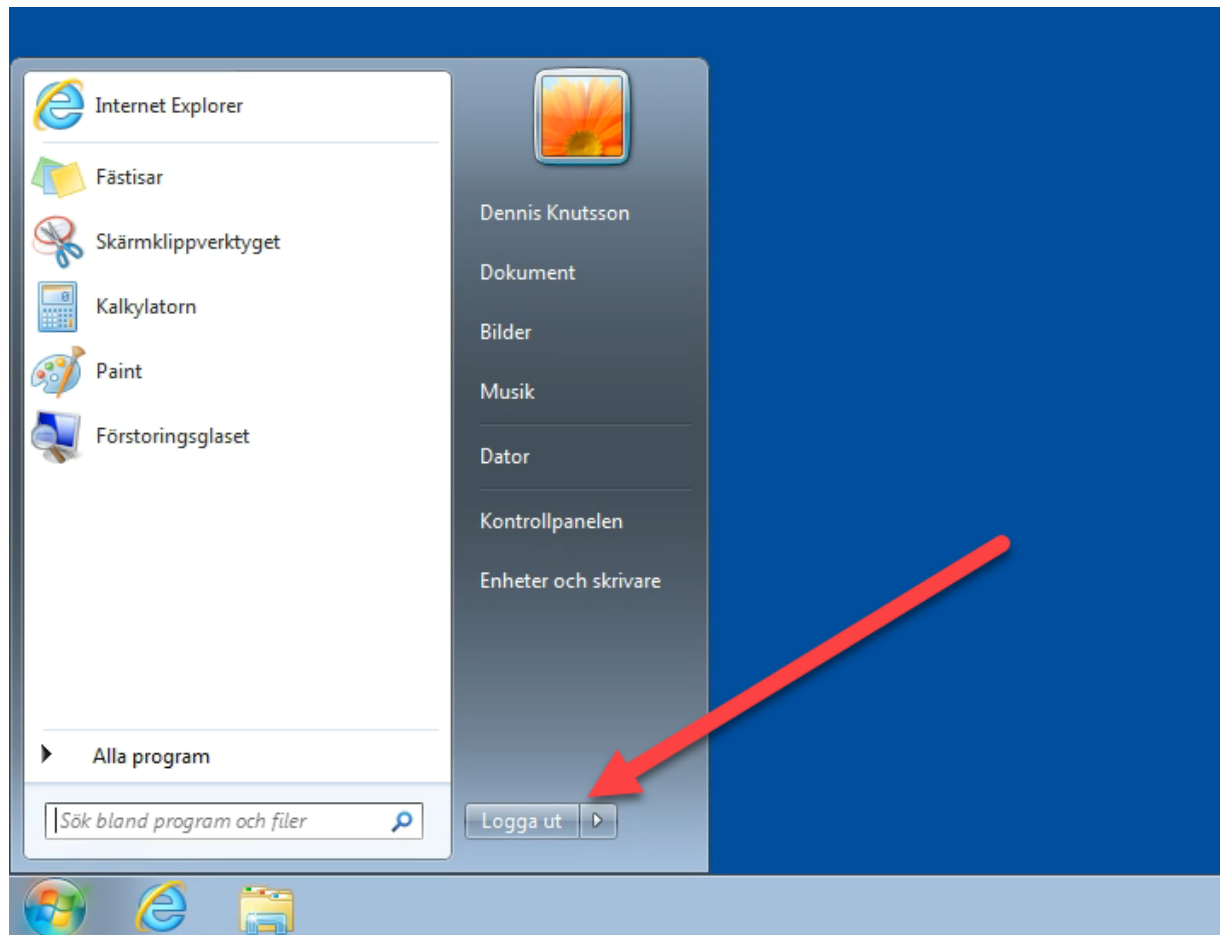 Internet Explorer
Fästisar
Skärmklippverktyget
Kalkylatorn
Paint
Förstoringsglaset
Alla program
Sök bland program och filer
Dennis Knutsson
Dokument
Bilder
Musik
Dator
Kontrollpanelen
Enheter och skrivare
Logga ut